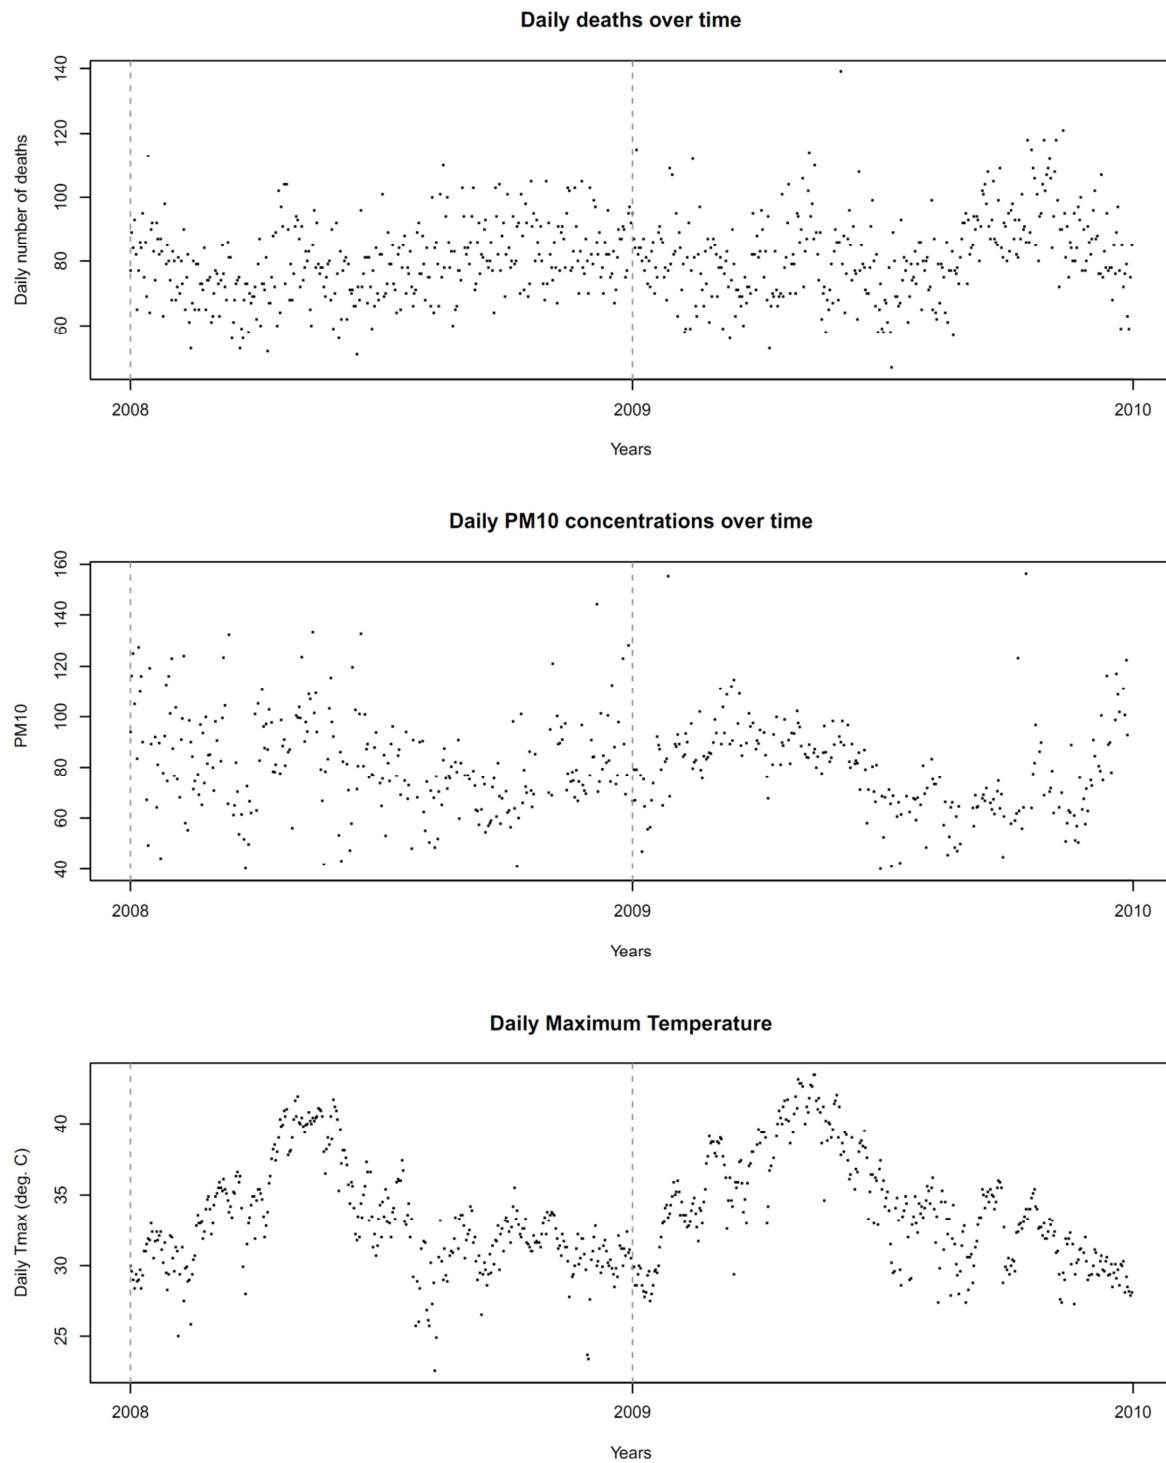 Daily deaths over time
Daily number of deaths
140
120
100
80
60
2008 2009 2010
Years
Daily PM10 concentrations over time
PM10
160
140
120
100
80
60
40
2008 2009 2010
Years
Daily Maximum Temperature
Daily Tmax (deg. C)
40
35
30
25
2008 2009 2010
Years